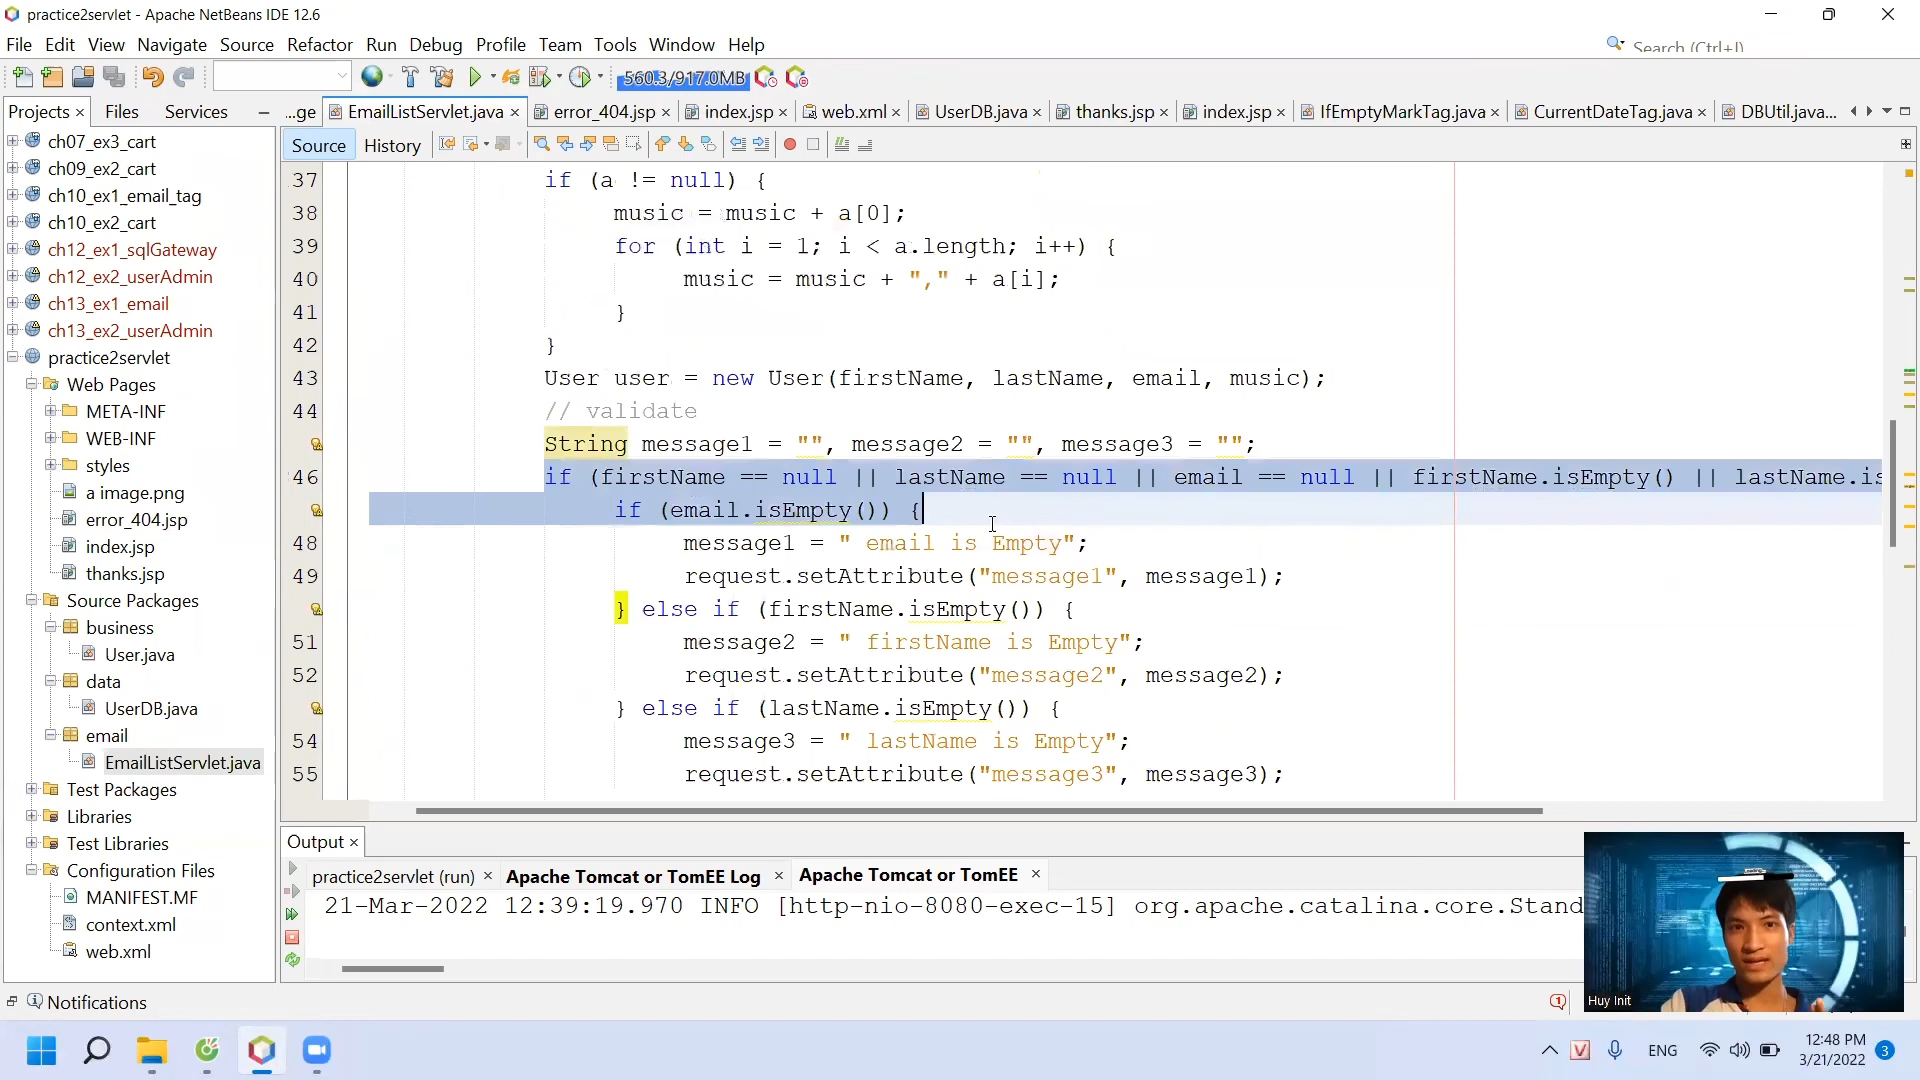 practice2servlet - Apache NetBeans IDE 12.6
File Edit View Navigate Source Refactor Run Debug Profile Team Tools Window Help
Search (Ctrl+I)
560.3/917.0MB
Projects Files Services
...ge EmailListServlet.java error_404.jsp index.jsp web.xml UserDB.java thanks.jsp index.jsp IfEmptyMarkTag.java CurrentDateTag.java DBUtil.java...
Source History
ch07_ex3_cart
ch09_ex2_cart
ch10_ex1_email_tag
ch10_ex2_cart
ch12_ex1_sqlGateway
ch12_ex2_userAdmin
ch13_ex1_email
ch13_ex2_userAdmin
practice2servlet
Web Pages
META-INF
WEB-INF
styles
a image.png
error_404.jsp
index.jsp
thanks.jsp
Source Packages
business
User.java
data
UserDB.java
email
EmailListServlet.java
Test Packages
Libraries
Test Libraries
Configuration Files
MANIFEST.MF
context.xml
web.xml
37 if (a != null) {
38 music = music + a[0];
39 for (int i = 1; i < a.length; i++) {
40 music = music + "," + a[i];
41 }
42 }
43 User user = new User(firstName, lastName, email, music);
44 // validate
String message1 = "", message2 = "", message3 = "";
46 if (firstName == null || lastName == null || email == null || firstName.isEmpty() || lastName.is
if (email.isEmpty()) {
48 message1 = " email is Empty";
49 request.setAttribute("message1", message1);
} else if (firstName.isEmpty()) {
51 message2 = " firstName is Empty";
52 request.setAttribute("message2", message2);
} else if (lastName.isEmpty()) {
54 message3 = " lastName is Empty";
55 request.setAttribute("message3", message3);
Output
practice2servlet (run) Apache Tomcat or TomEE Log Apache Tomcat or TomEE
21-Mar-2022 12:39:19.970 INFO [http-nio-8080-exec-15] org.apache.catalina.core.Stand
Huy Init
Notifications
1
ENG
12:48 PM
3/21/2022
3